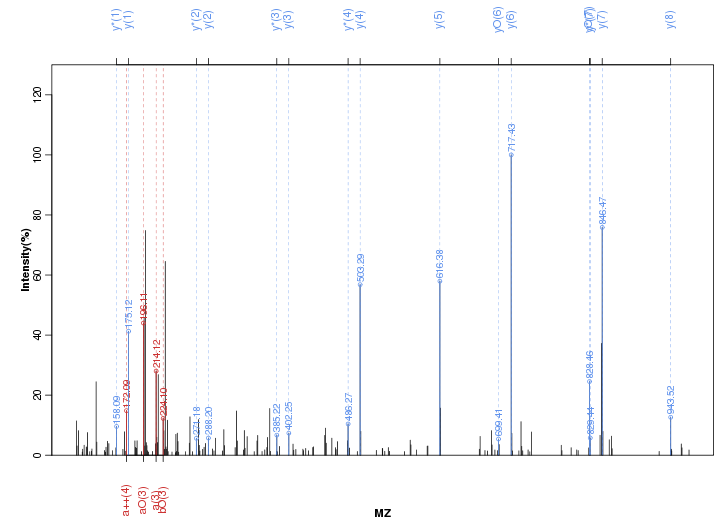 y*(1) y(1) y*(2) y(2) y*(3) y(3) y*(4) y(4) y(5) yO(6) y(6) y(7) y(8)
120
100
80
60
40
20
0
Intensity(%)
158.09 172.09 175.12 196.11 214.12 224.10 271.18 288.20 385.22 402.25 486.27 503.29 616.38 699.41 717.43 828.46 829.44 846.47 943.52
a++(4) aO(3) a(3) bO(3)
MZ